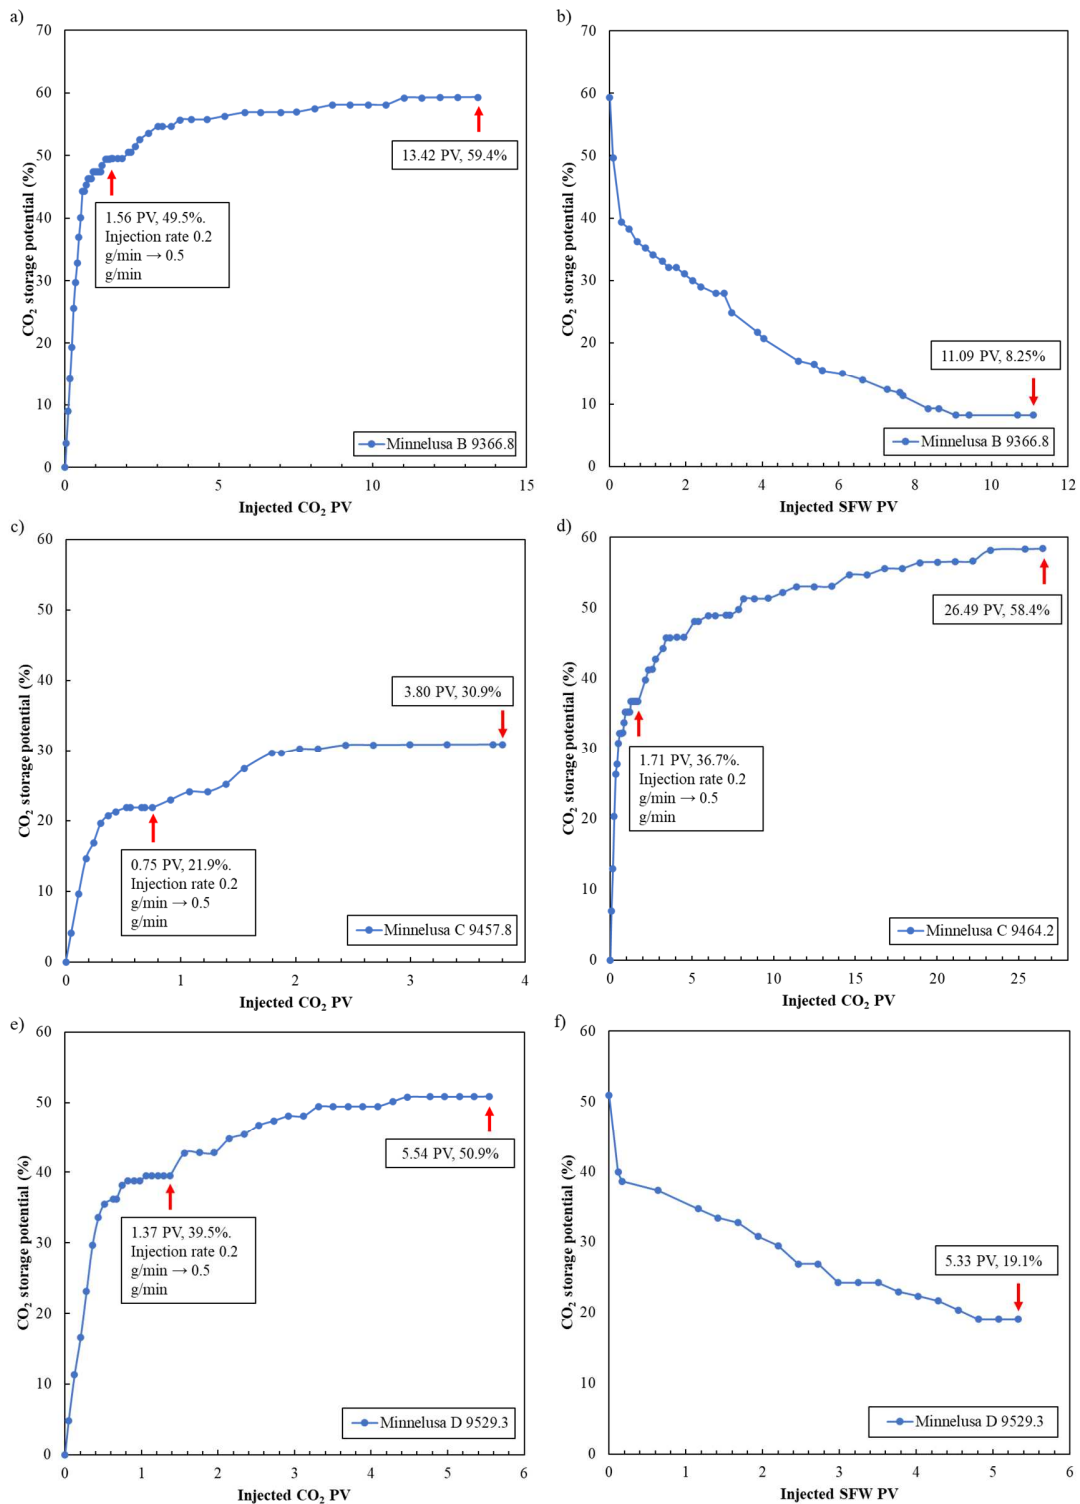 a)
70
60
50
40
30
20
10
0
CO₂ storage potential (%)
13.42 PV, 59.4%
1.56 PV, 49.5%.
Injection rate 0.2
g/min → 0.5
g/min
Minnelusa B 9366.8
0 5 10 15
Injected CO₂ PV
b)
70
60
50
40
30
20
10
0
CO₂ storage potential (%)
11.09 PV, 8.25%
Minnelusa B 9366.8
0 2 4 6 8 10 12
Injected SFW PV
c)
60
50
40
30
20
10
0
CO₂ storage potential (%)
3.80 PV, 30.9%
0.75 PV, 21.9%.
Injection rate 0.2
g/min → 0.5
g/min
Minnelusa C 9457.8
0 1 2 3 4
Injected CO₂ PV
d)
60
50
40
30
20
10
0
CO₂ storage potential (%)
26.49 PV, 58.4%
1.71 PV, 36.7%.
Injection rate 0.2
g/min → 0.5
g/min
Minnelusa C 9464.2
0 5 10 15 20 25
Injected CO₂ PV
e)
60
50
40
30
20
10
0
CO₂ storage potential (%)
5.54 PV, 50.9%
1.37 PV, 39.5%.
Injection rate 0.2
g/min → 0.5
g/min
Minnelusa D 9529.3
0 1 2 3 4 5 6
Injected CO₂ PV
f)
60
50
40
30
20
10
0
CO₂ storage potential (%)
5.33 PV, 19.1%
Minnelusa D 9529.3
0 1 2 3 4 5 6
Injected SFW PV